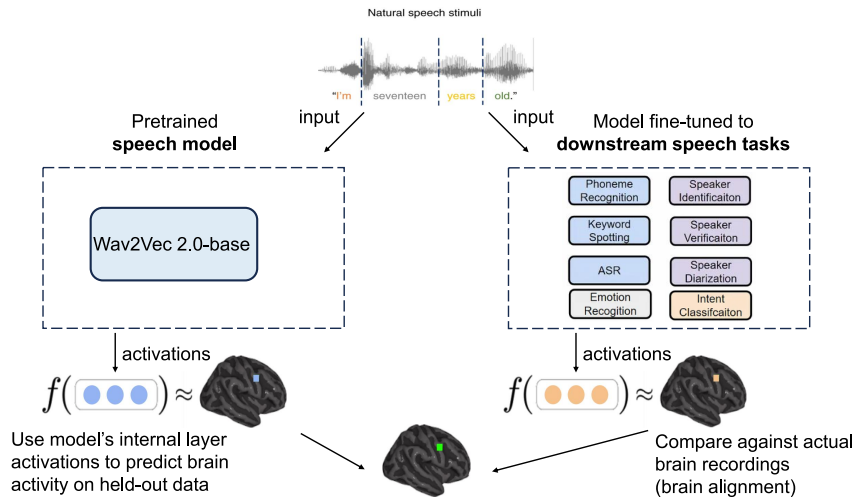 Natural speech stimuli
“I’m seventeen years old.”
input
input
Pretrained
speech model
Model fine-tuned to
downstream speech tasks
Wav2Vec 2.0-base
Phoneme
Recognition
Speaker
Identificaiton
Keyword
Spotting
Speaker
Verificaiton
ASR
Speaker
Diarization
Emotion
Recogition
Intent
Classifcaiton
activations
activations
f( ) ≈
f( ) ≈
Use model’s internal layer
activations to predict brain
activity on held-out data
Compare against actual
brain recordings
(brain alignment)